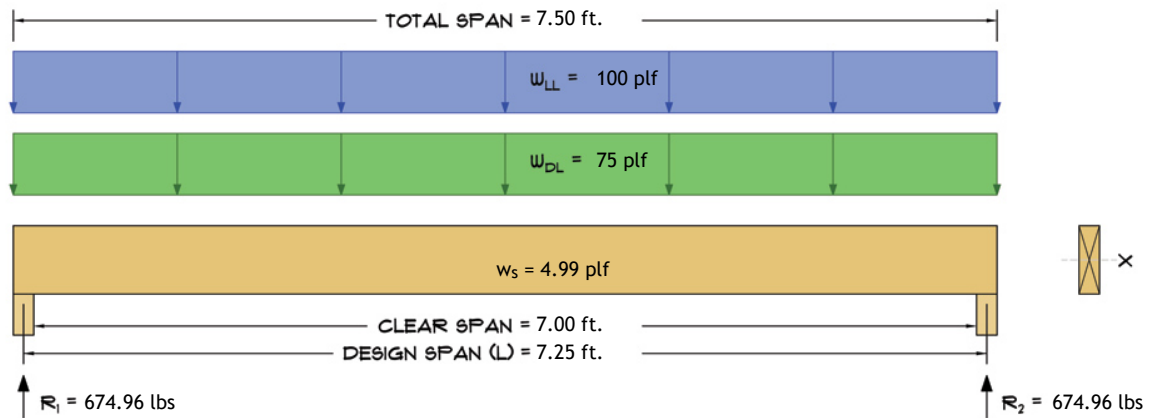 TOTAL SPAN = 7.50 ft.
WLL = 100 plf
WDL = 75 plf
ws = 4.99 plf
X
CLEAR SPAN = 7.00 ft.
DESIGN SPAN (L) = 7.25 ft.
R1 = 674.96 lbs
R2 = 674.96 lbs